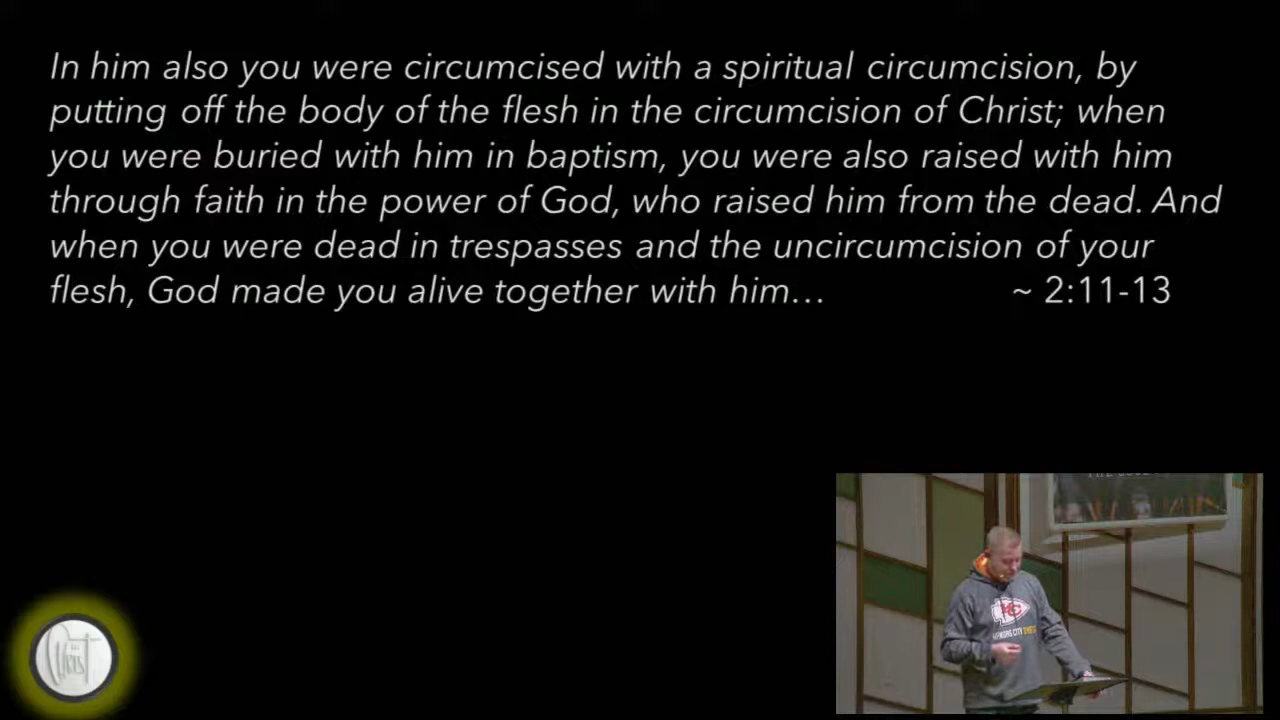 In him also you were circumcised with a spiritual circumcision, by
putting off the body of the flesh in the circumcision of Christ; when
you were buried with him in baptism, you were also raised with him
through faith in the power of God, who raised him from the dead. And
when you were dead in trespasses and the uncircumcision of your
flesh, God made you alive together with him… ~ 2:11-13
KC